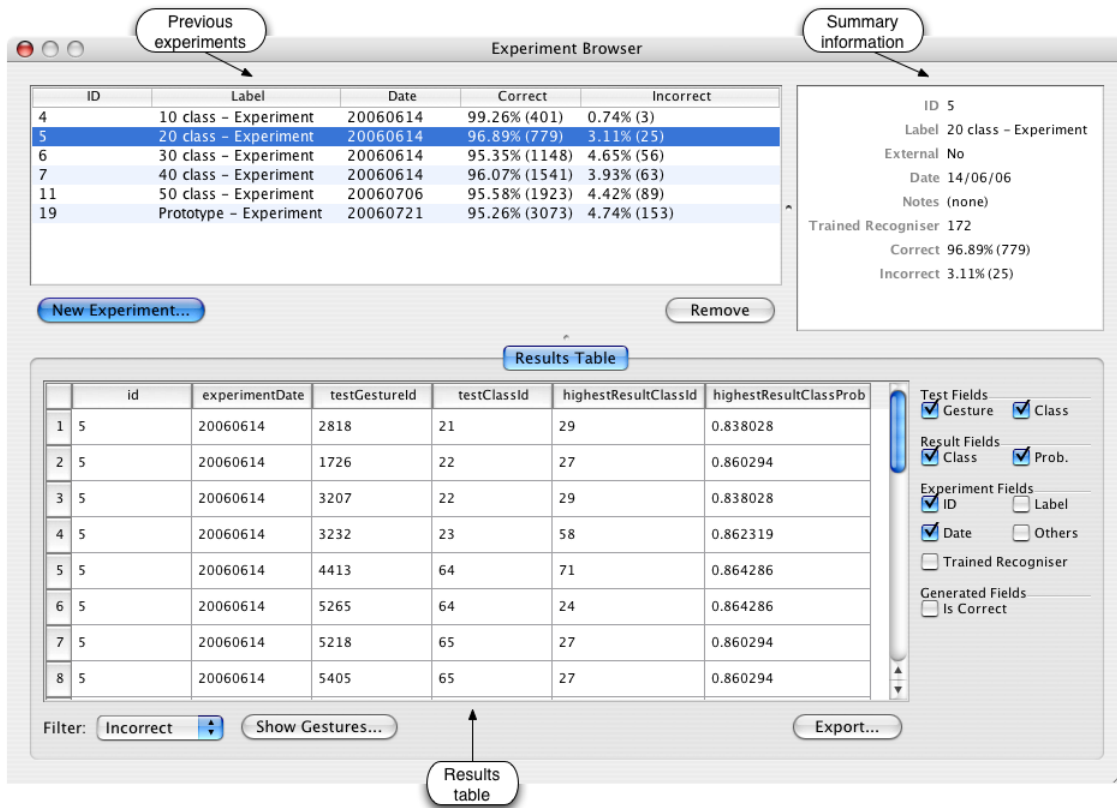 Previous
experiments
Summary
information
Experiment Browser
ID Label Date Correct Incorrect
4 10 class – Experiment 20060614 99.26% (401) 0.74% (3)
5 20 class – Experiment 20060614 96.89% (779) 3.11% (25)
6 30 class – Experiment 20060614 95.35% (1148) 4.65% (56)
7 40 class – Experiment 20060614 96.07% (1541) 3.93% (63)
11 50 class – Experiment 20060706 95.58% (1923) 4.42% (89)
19 Prototype – Experiment 20060721 95.26% (3073) 4.74% (153)
ID 5
Label 20 class – Experiment
External No
Date 14/06/06
Notes (none)
Trained Recogniser 172
Correct 96.89% (779)
Incorrect 3.11% (25)
New Experiment...
Remove
Results Table
id experimentDate testGestureId testClassId highestResultClassId highestResultClassProb
1 5 20060614 2818 21 29 0.838028
2 5 20060614 1726 22 27 0.860294
3 5 20060614 3207 22 29 0.838028
4 5 20060614 3232 23 58 0.862319
5 5 20060614 4413 64 71 0.864286
6 5 20060614 5265 64 24 0.864286
7 5 20060614 5218 65 27 0.860294
8 5 20060614 5405 65 27 0.860294
Test Fields
Gesture Class
Result Fields
Class Prob.
Experiment Fields
ID Label
Date Others
Trained Recogniser
Generated Fields
Is Correct
Filter: Incorrect Show Gestures... Export...
Results
table